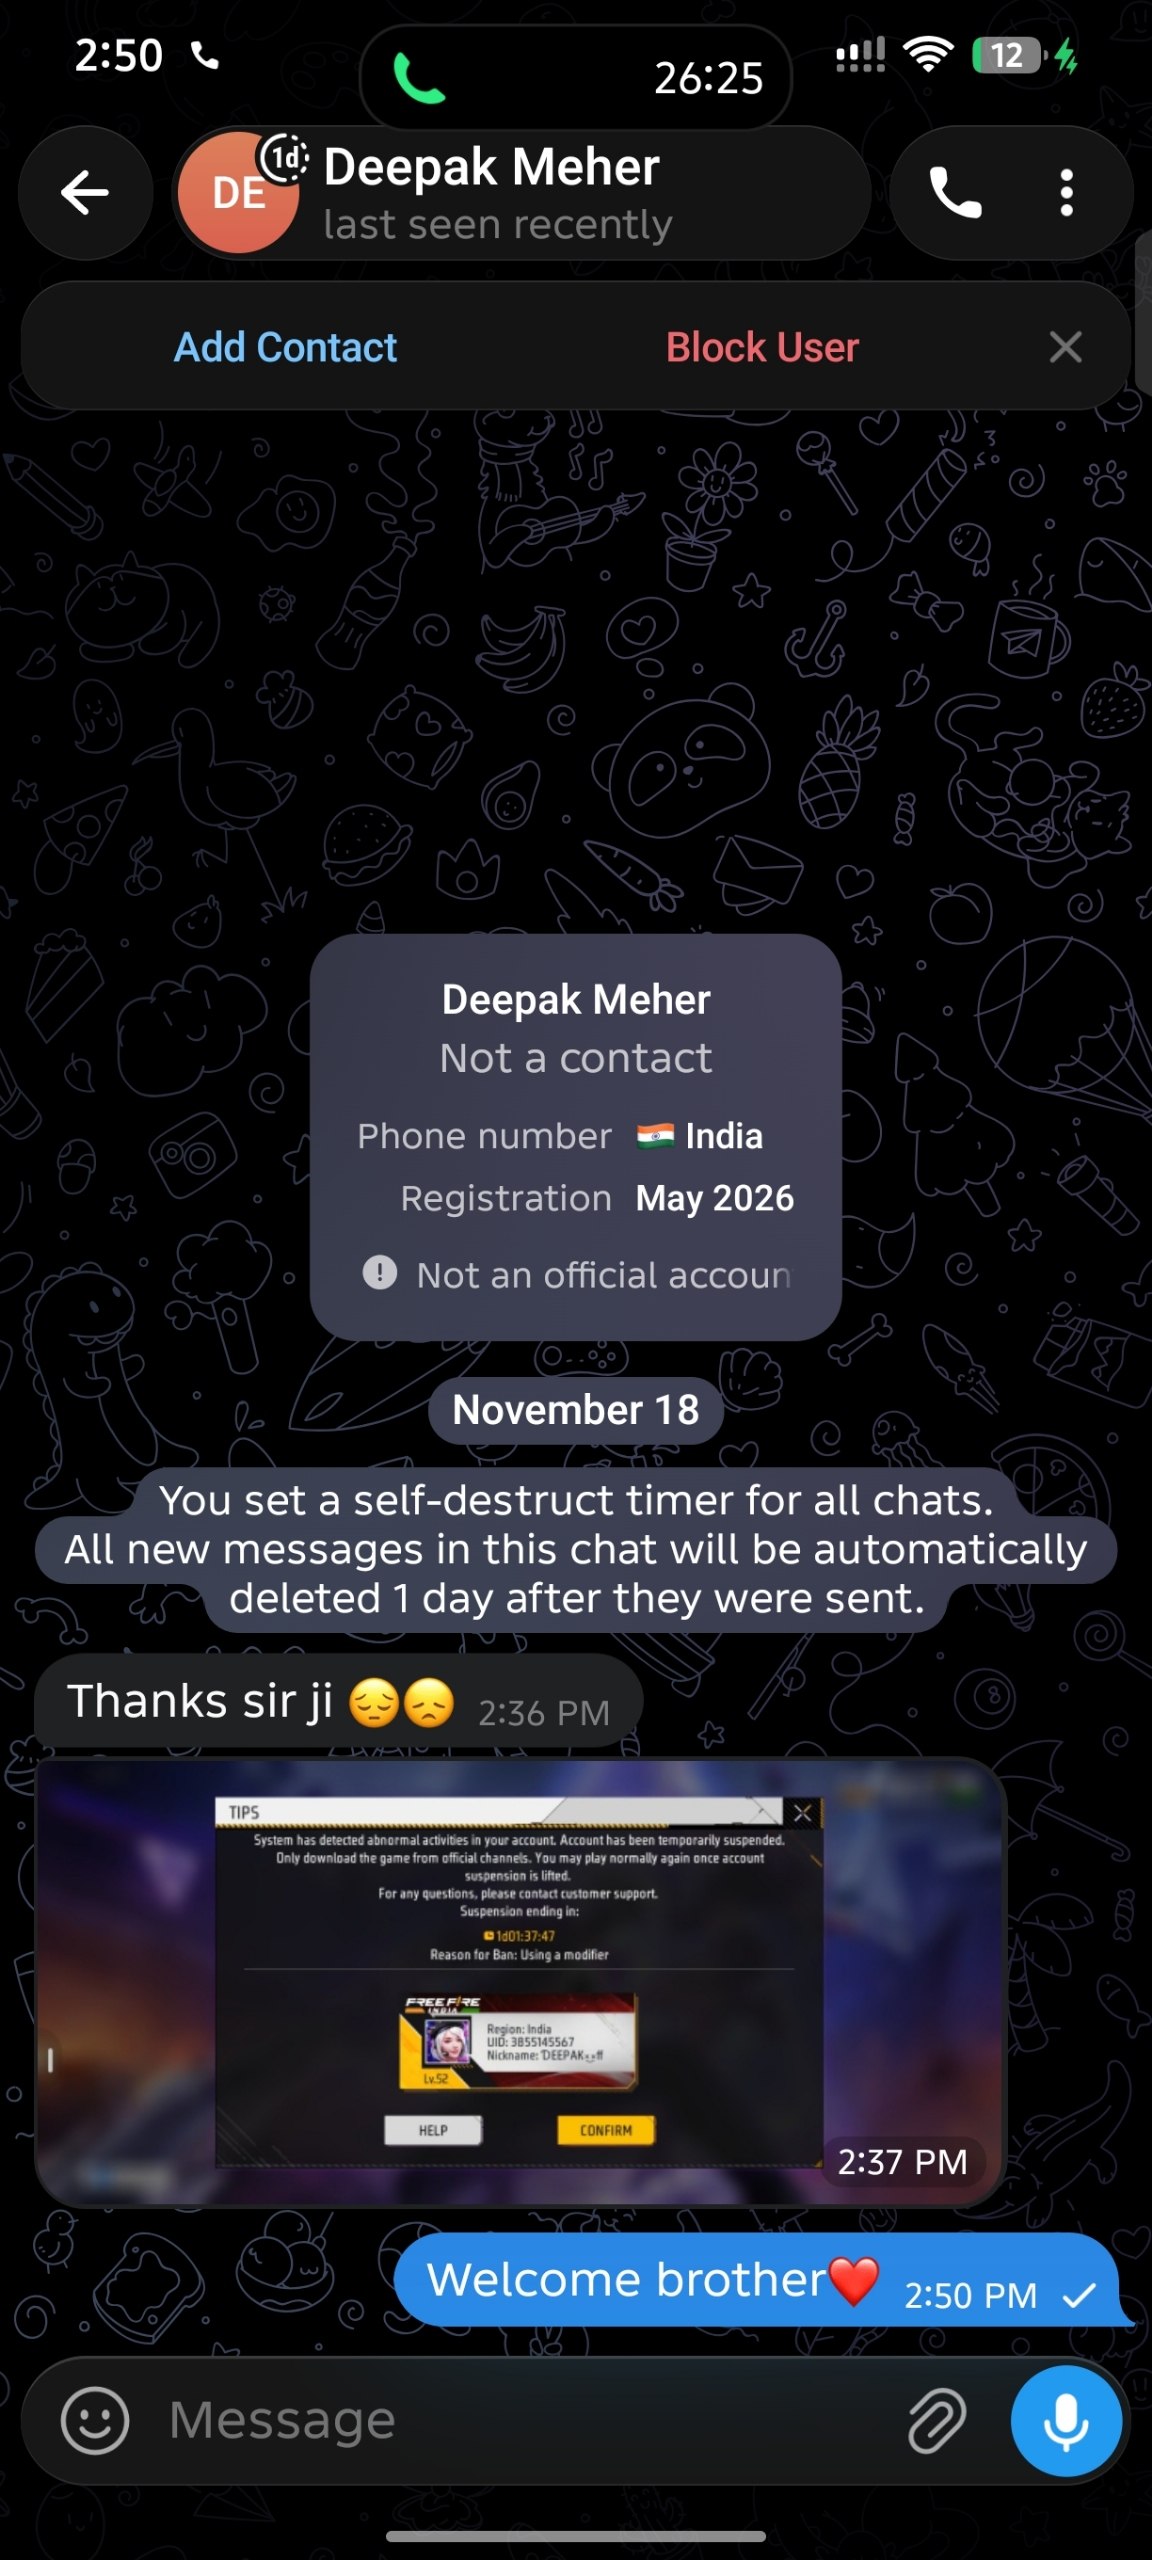 2:50
26:25
12
DE
1d
Deepak Meher
last seen recently
Add Contact
Block User
Deepak Meher
Not a contact
Phone number 🇮🇳 India
Registration May 2026
Not an official accoun
November 18
You set a self-destruct timer for all chats.
All new messages in this chat will be automatically
deleted 1 day after they were sent.
Thanks sir ji 😔😞 2:36 PM
TIPS
System has detected abnormal activities in your account. Account has been temporarily suspended.
Only download the game from official channels. You may play normally again once account
suspension is lifted.
For any questions, please contact customer support.
Suspension ending in:
1d01:37:47
Reason for Ban: Using a modifier
FREE FIRE
INDIA
Region: India
UID: 3855145567
Nickname: 'DEEPAK
Lv.52
HELP
CONFIRM
2:37 PM
Welcome brother❤️ 2:50 PM
Message